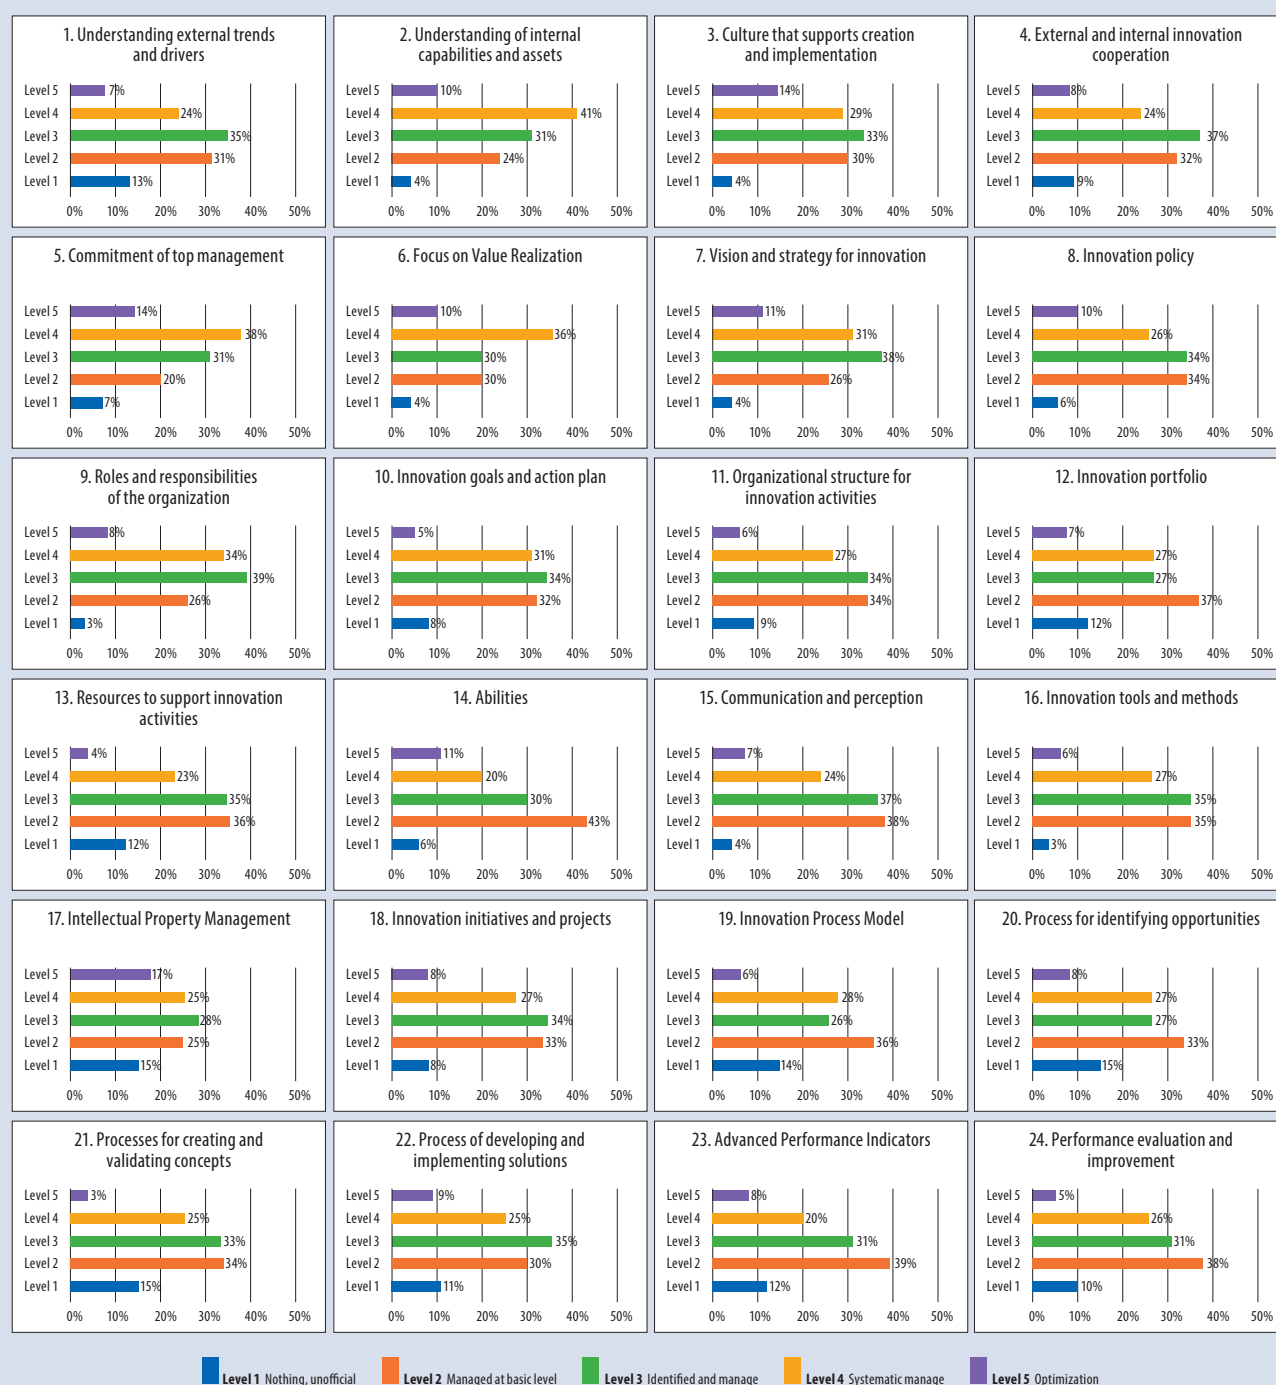 1. Understanding external trends
and drivers
Level 5 7%
Level 4 24%
Level 3 35%
Level 2 31%
Level 1 13%
0% 10% 20% 30% 40% 50%
2. Understanding of internal
capabilities and assets
Level 5 10%
Level 4 41%
Level 3 31%
Level 2 24%
Level 1 4%
0% 10% 20% 30% 40% 50%
3. Culture that supports creation
and implementation
Level 5 14%
Level 4 29%
Level 3 33%
Level 2 30%
Level 1 4%
0% 10% 20% 30% 40% 50%
4. External and internal innovation
cooperation
Level 5 8%
Level 4 24%
Level 3 37%
Level 2 32%
Level 1 9%
0% 10% 20% 30% 40% 50%
5. Commitment of top management
Level 5 14%
Level 4 38%
Level 3 31%
Level 2 20%
Level 1 7%
0% 10% 20% 30% 40% 50%
6. Focus on Value Realization
Level 5 10%
Level 4 36%
Level 3 30%
Level 2 30%
Level 1 4%
0% 10% 20% 30% 40% 50%
7. Vision and strategy for innovation
Level 5 11%
Level 4 31%
Level 3 38%
Level 2 26%
Level 1 4%
0% 10% 20% 30% 40% 50%
8. Innovation policy
Level 5 10%
Level 4 26%
Level 3 34%
Level 2 34%
Level 1 6%
0% 10% 20% 30% 40% 50%
9. Roles and responsibilities
of the organization
Level 5 8%
Level 4 34%
Level 3 39%
Level 2 26%
Level 1 3%
0% 10% 20% 30% 40% 50%
10. Innovation goals and action plan
Level 5 5%
Level 4 31%
Level 3 34%
Level 2 32%
Level 1 8%
0% 10% 20% 30% 40% 50%
11. Organizational structure for
innovation activities
Level 5 6%
Level 4 27%
Level 3 34%
Level 2 34%
Level 1 9%
0% 10% 20% 30% 40% 50%
12. Innovation portfolio
Level 5 7%
Level 4 27%
Level 3 27%
Level 2 37%
Level 1 12%
0% 10% 20% 30% 40% 50%
13. Resources to support innovation
activities
Level 5 4%
Level 4 23%
Level 3 35%
Level 2 36%
Level 1 12%
0% 10% 20% 30% 40% 50%
14. Abilities
Level 5 11%
Level 4 20%
Level 3 30%
Level 2 43%
Level 1 6%
0% 10% 20% 30% 40% 50%
15. Communication and perception
Level 5 7%
Level 4 24%
Level 3 37%
Level 2 38%
Level 1 4%
0% 10% 20% 30% 40% 50%
16. Innovation tools and methods
Level 5 6%
Level 4 27%
Level 3 35%
Level 2 35%
Level 1 3%
0% 10% 20% 30% 40% 50%
17. Intellectual Property Management
Level 5 17%
Level 4 25%
Level 3 28%
Level 2 25%
Level 1 15%
0% 10% 20% 30% 40% 50%
18. Innovation initiatives and projects
Level 5 8%
Level 4 27%
Level 3 34%
Level 2 33%
Level 1 8%
0% 10% 20% 30% 40% 50%
19. Innovation Process Model
Level 5 6%
Level 4 28%
Level 3 26%
Level 2 36%
Level 1 14%
0% 10% 20% 30% 40% 50%
20. Process for identifying opportunities
Level 5 8%
Level 4 27%
Level 3 27%
Level 2 33%
Level 1 15%
0% 10% 20% 30% 40% 50%
21. Processes for creating and
validating concepts
Level 5 3%
Level 4 25%
Level 3 33%
Level 2 34%
Level 1 15%
0% 10% 20% 30% 40% 50%
22. Process of developing and
implementing solutions
Level 5 9%
Level 4 25%
Level 3 35%
Level 2 30%
Level 1 11%
0% 10% 20% 30% 40% 50%
23. Advanced Performance Indicators
Level 5 8%
Level 4 20%
Level 3 31%
Level 2 39%
Level 1 12%
0% 10% 20% 30% 40% 50%
24. Performance evaluation and
improvement
Level 5 5%
Level 4 26%
Level 3 31%
Level 2 38%
Level 1 10%
0% 10% 20% 30% 40% 50%
Level 1 Nothing, unofficial Level 2 Managed at basic level Level 3 Identified and manage Level 4 Systematic manage Level 5 Optimization